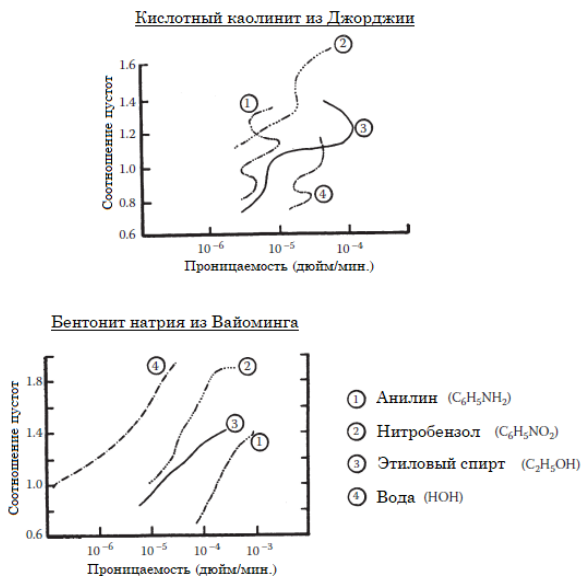 Кислотный каолинит из Джорджии
Соотношение пустот
1.6
1.4
1.2
1.0
0.8
0.6
1
2
3
4
10⁻⁶ 10⁻⁵ 10⁻⁴
Проницаемость (дюйм/мин.)
Бентонит натрия из Вайоминга
Соотношение пустот
1.8
1.4
1.0
0.6
4
2
3
1
10⁻⁶ 10⁻⁵ 10⁻⁴ 10⁻³
Проницаемость (дюйм/мин.)
1 Анилин (C₆H₅NH₂)
2 Нитробензол (C₆H₅NO₂)
3 Этиловый спирт (C₂H₅OH)
4 Вода (HOH)